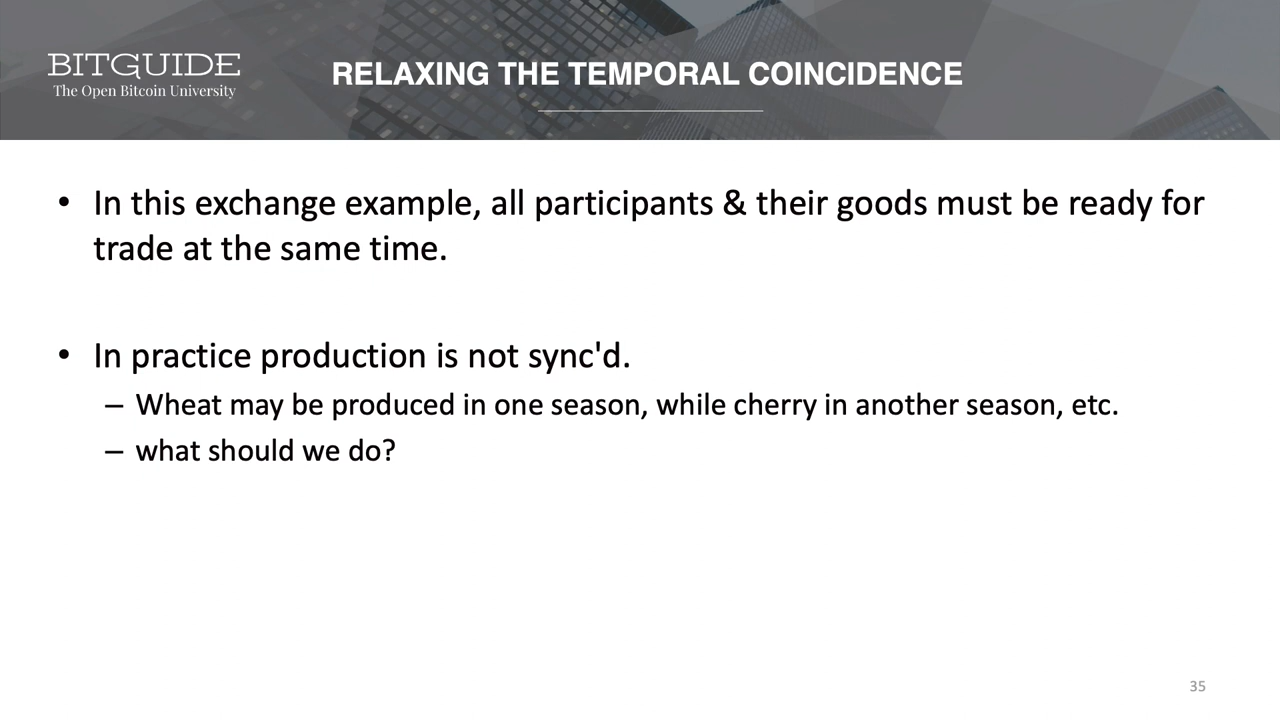 BITGUIDE
The Open Bitcoin University
RELAXING THE TEMPORAL COINCIDENCE
• In this exchange example, all participants & their goods must be ready for
trade at the same time.
• In practice production is not sync'd.
– Wheat may be produced in one season, while cherry in another season, etc.
– what should we do?
35